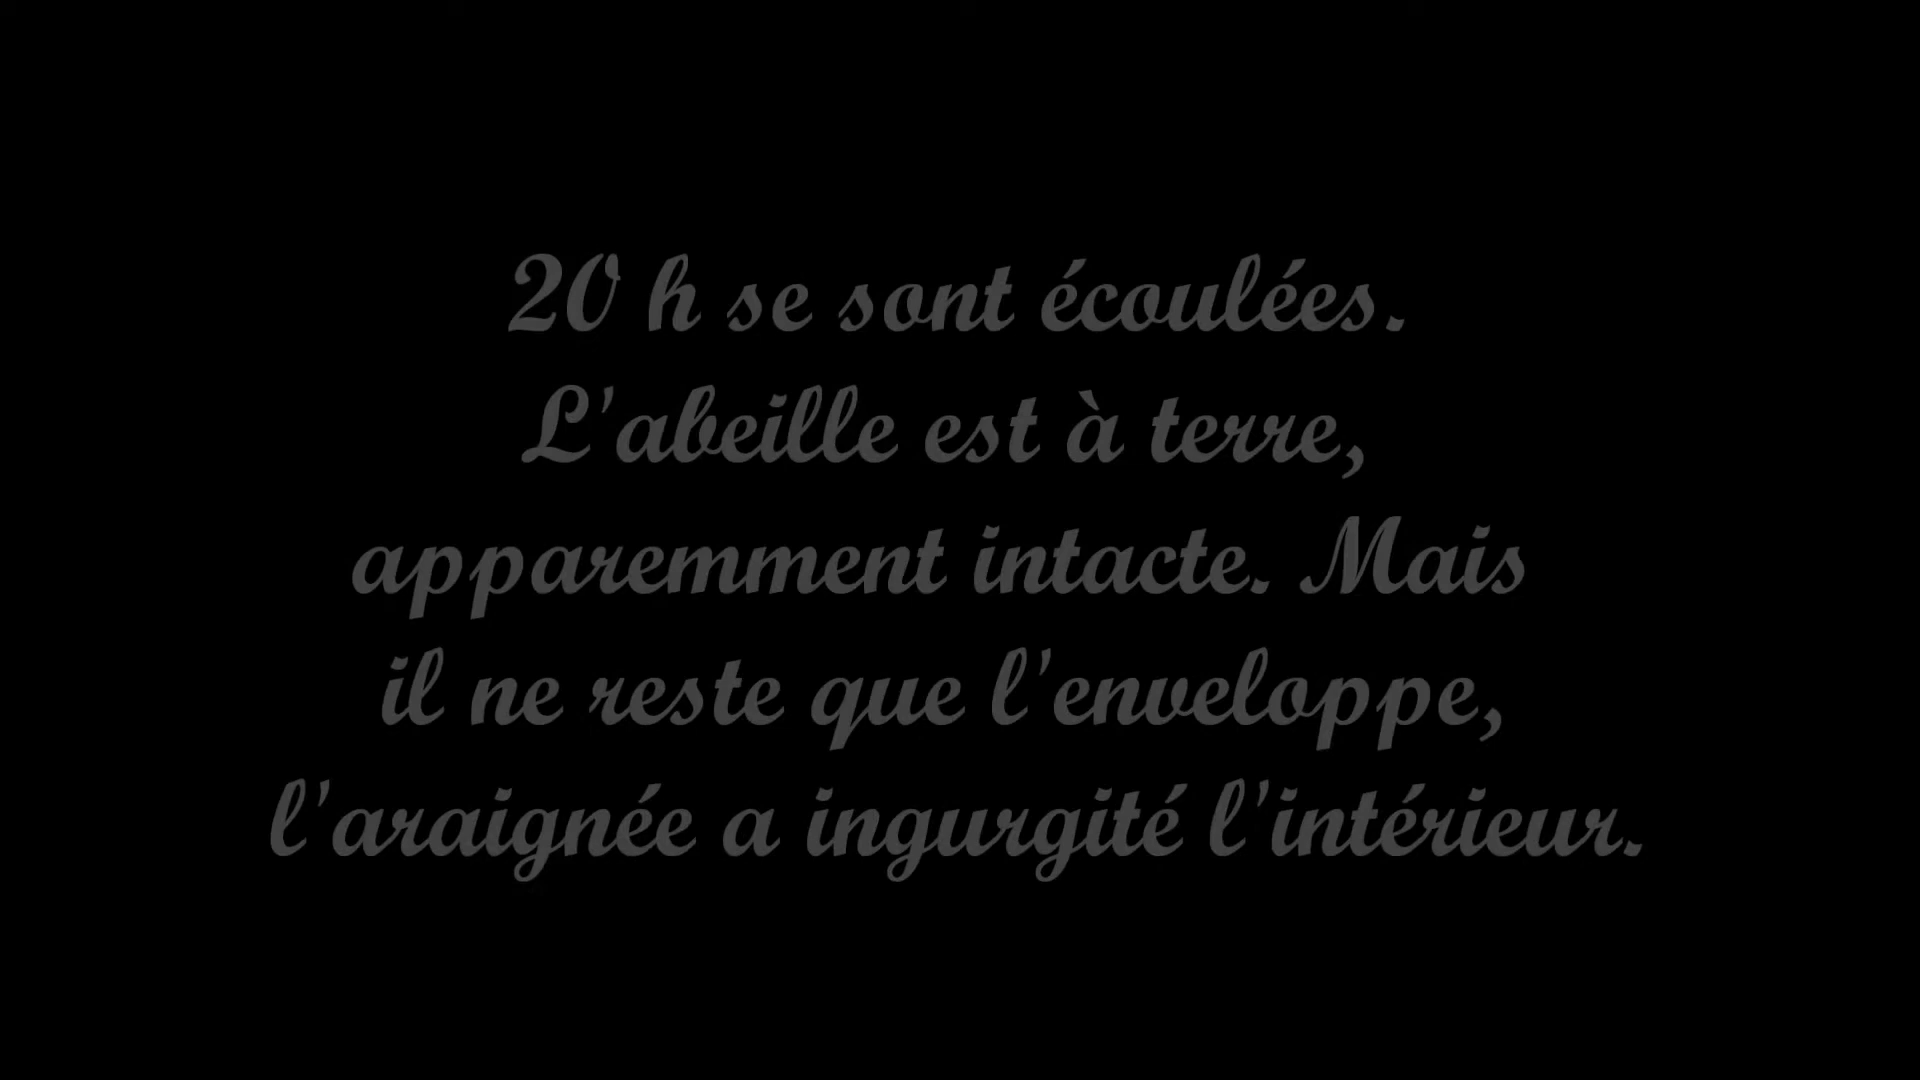 20 h se sont écoulées.
L'abeille est à terre,
apparemment intacte. Mais
il ne reste que l'enveloppe,
l'araignée a ingurgité l'intérieur.